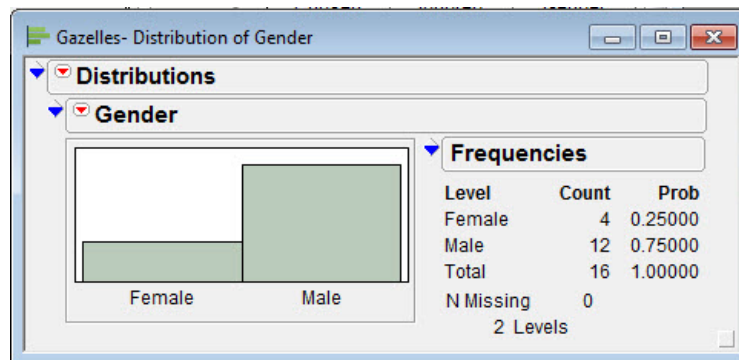 Gazelles- Distribution of Gender
Distributions
Gender
Female Male
Frequencies
Level Count Prob
Female 4 0.25000
Male 12 0.75000
Total 16 1.00000
N Missing 0
2 Levels